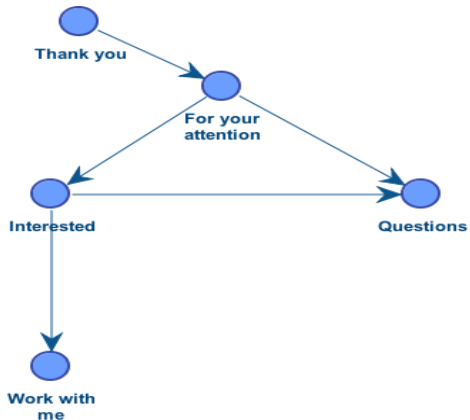 Thank you
For your
attention
Interested
Questions
Work with
me